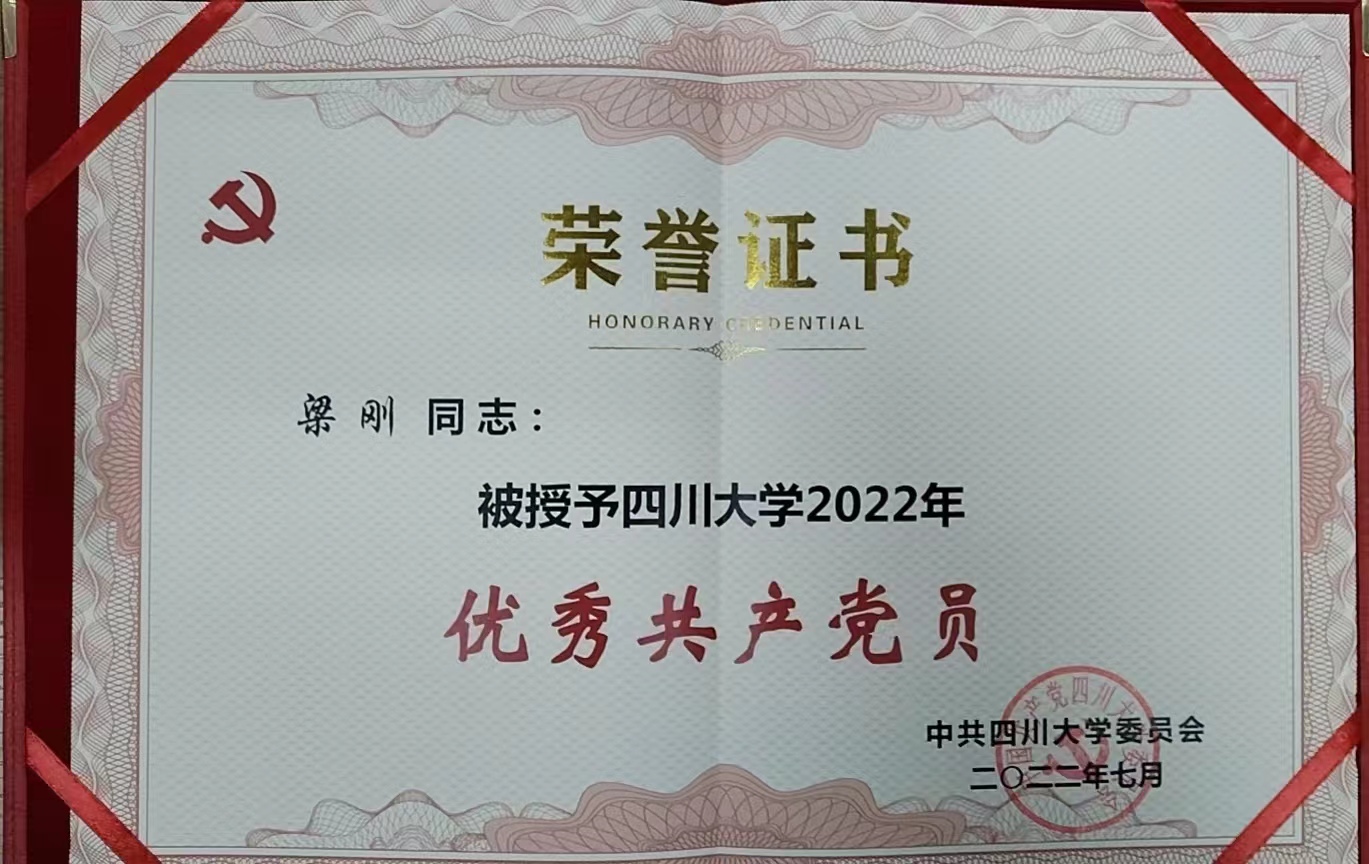 荣誉证书
HONORARY CREDENTIAL
梁刚 同志：
被授予四川大学2022年
优秀共产党员
中共四川大学委员会
二〇二二年七月